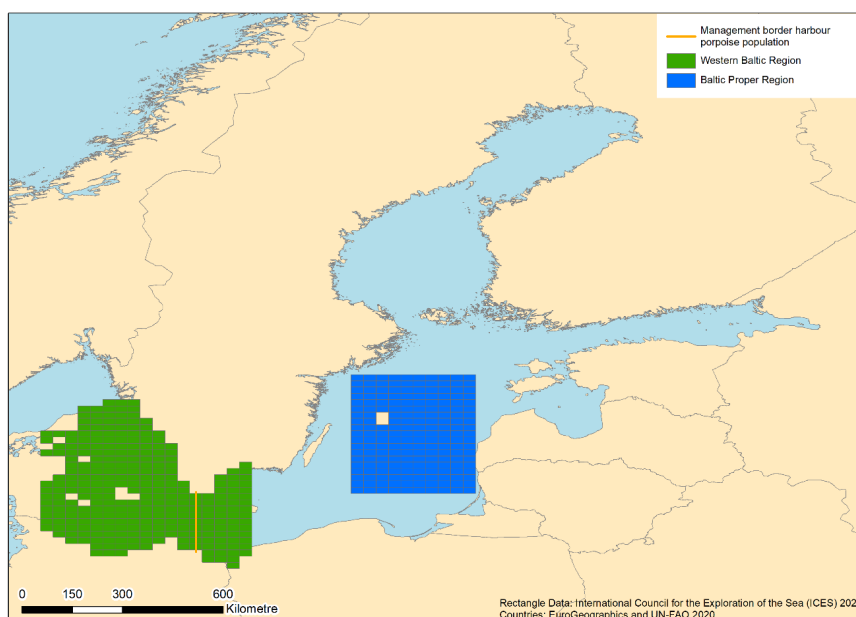 Management border harbour
porpoise population
Western Baltic Region
Baltic Proper Region
0 150 300 600
Kilometre
Rectangle Data: International Council for the Exploration of the Sea (ICES)
Countries: EuroGeographics and UN-FAO 2020